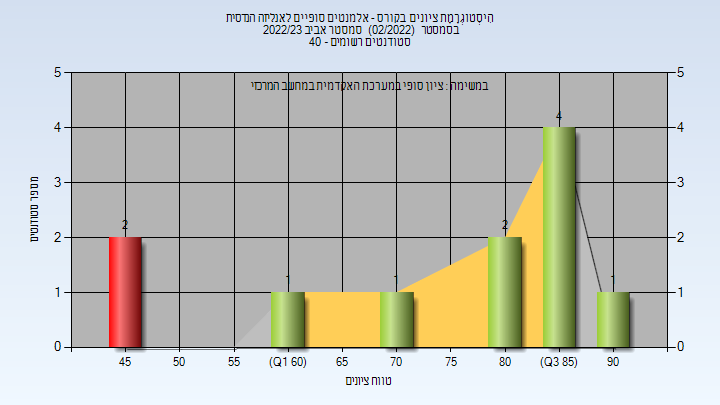 היסטוגרמת ציונים בקורס - אלמנטים סופיים לאנליזה הנדסית
בסמסטר (02/2022) סמסטר אביב 2022/23
סטודנטים רשומים - 40
במשימה : ציון סופי במערכת האקדמית במחשב המרכזי
5 5
4 4
3 3
2 2
1 1
0 0
2 1 1 2 4 1
מספר סטודנטים
45 50 55 (Q1 60) 65 70 75 80 (Q3 85) 90
טווח ציונים